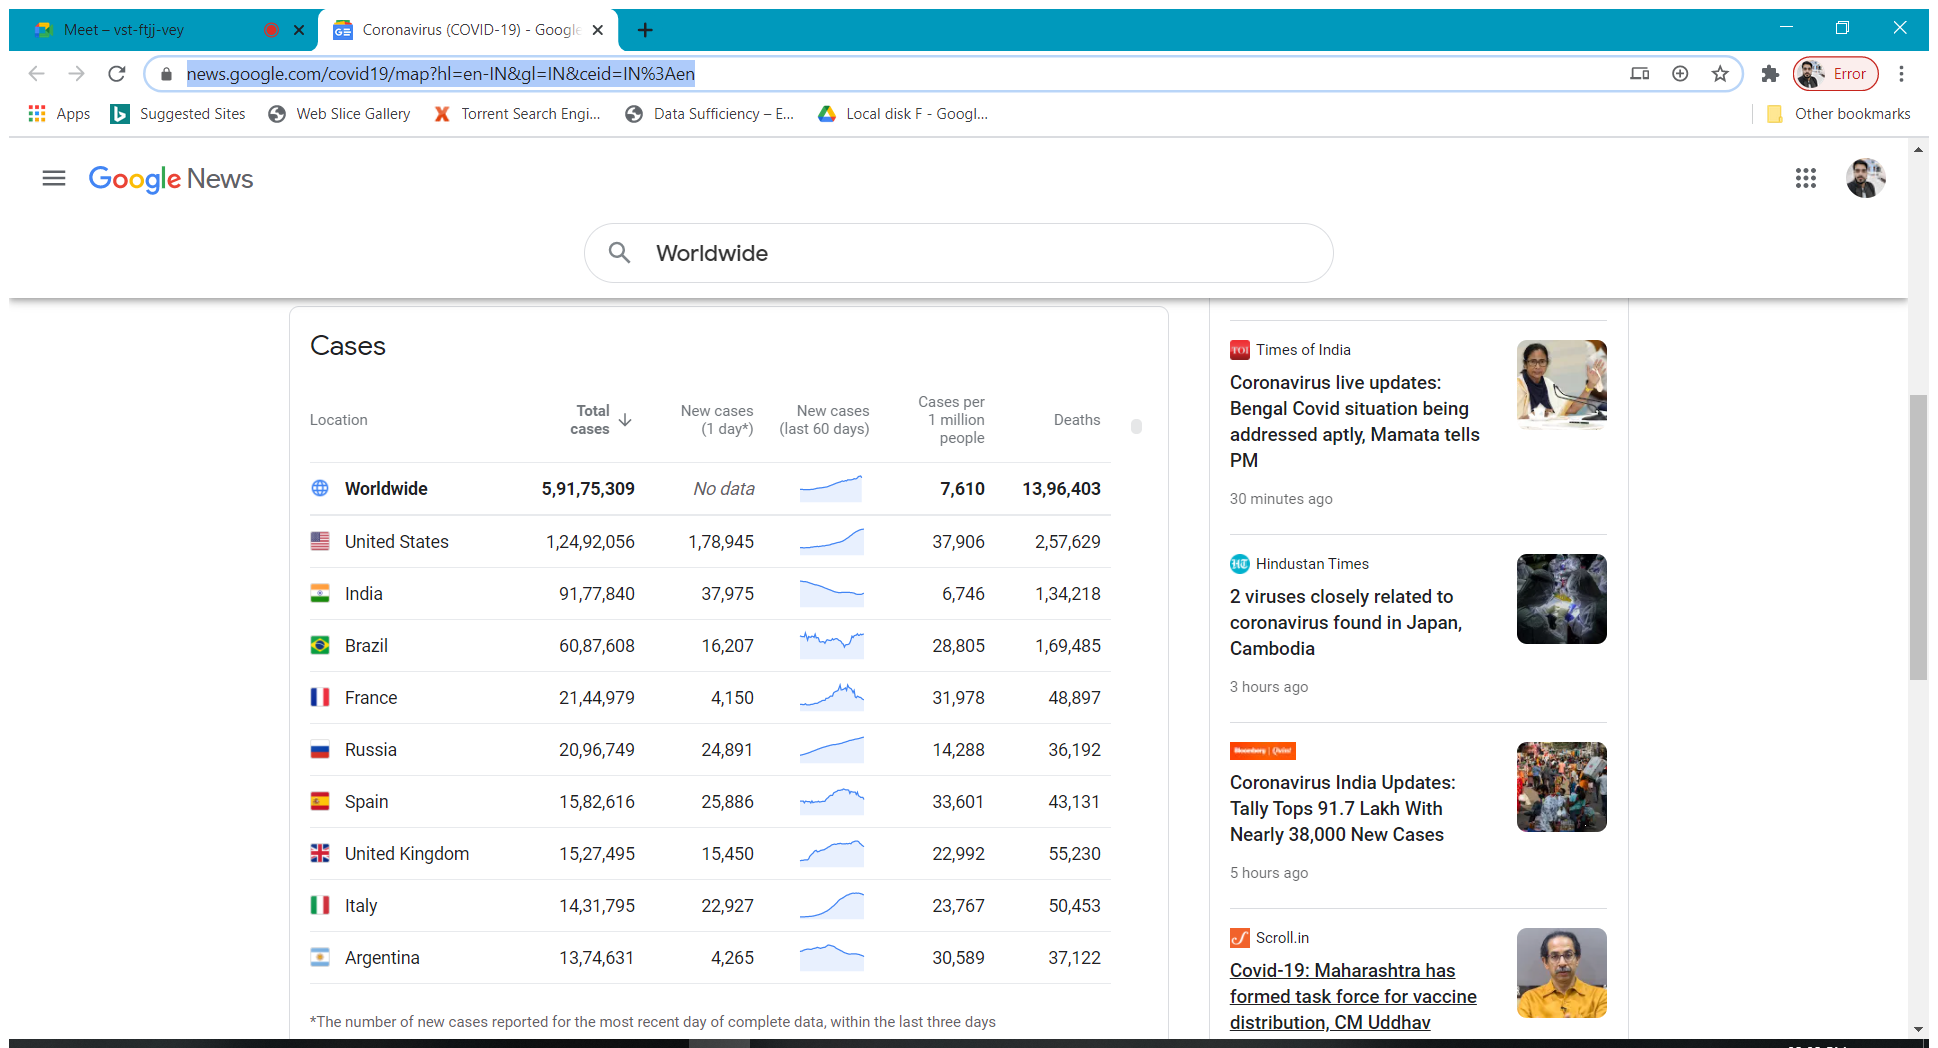 Meet – vst-ftjj-vey
Coronavirus (COVID-19) - Google
news.google.com/covid19/map?hl=en-IN&gl=IN&ceid=IN%3Aen
Error
Apps
Suggested Sites
Web Slice Gallery
Torrent Search Engi...
Data Sufficiency – E...
Local disk F - Googl...
Other bookmarks
Google News
Worldwide
Cases
Location Total cases New cases (1 day*) New cases (last 60 days) Cases per 1 million people Deaths
Worldwide 5,91,75,309 No data 7,610 13,96,403
United States 1,24,92,056 1,78,945 37,906 2,57,629
India 91,77,840 37,975 6,746 1,34,218
Brazil 60,87,608 16,207 28,805 1,69,485
France 21,44,979 4,150 31,978 48,897
Russia 20,96,749 24,891 14,288 36,192
Spain 15,82,616 25,886 33,601 43,131
United Kingdom 15,27,495 15,450 22,992 55,230
Italy 14,31,795 22,927 23,767 50,453
Argentina 13,74,631 4,265 30,589 37,122
*The number of new cases reported for the most recent day of complete data, within the last three days
TOI Times of India
Coronavirus live updates:
Bengal Covid situation being
addressed aptly, Mamata tells
PM
30 minutes ago
HT Hindustan Times
2 viruses closely related to
coronavirus found in Japan,
Cambodia
3 hours ago
Bloomberg | Quint
Coronavirus India Updates:
Tally Tops 91.7 Lakh With
Nearly 38,000 New Cases
5 hours ago
Scroll.in
Covid-19: Maharashtra has
formed task force for vaccine
distribution, CM Uddhav